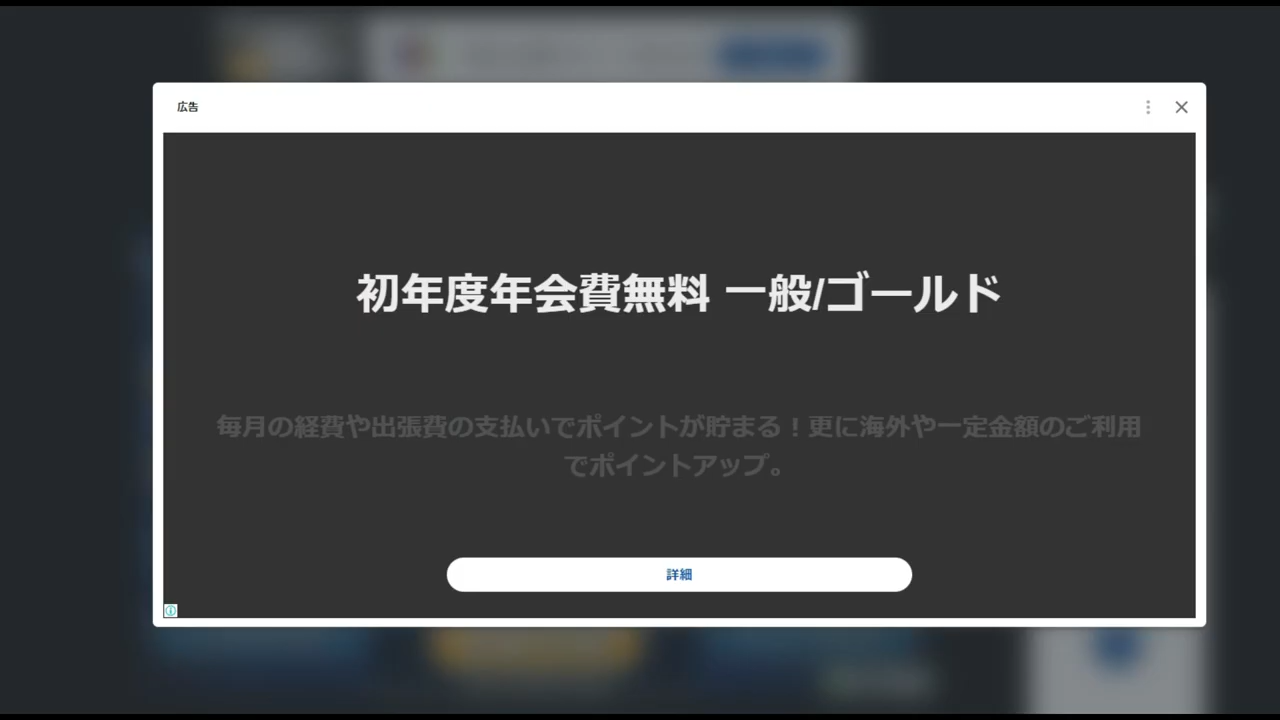 広告
初年度年会費無料 一般/ゴールド
毎月の経費や出張費の支払いでポイントが貯まる！更に海外や一定金額のご利用
でポイントアップ。
詳細